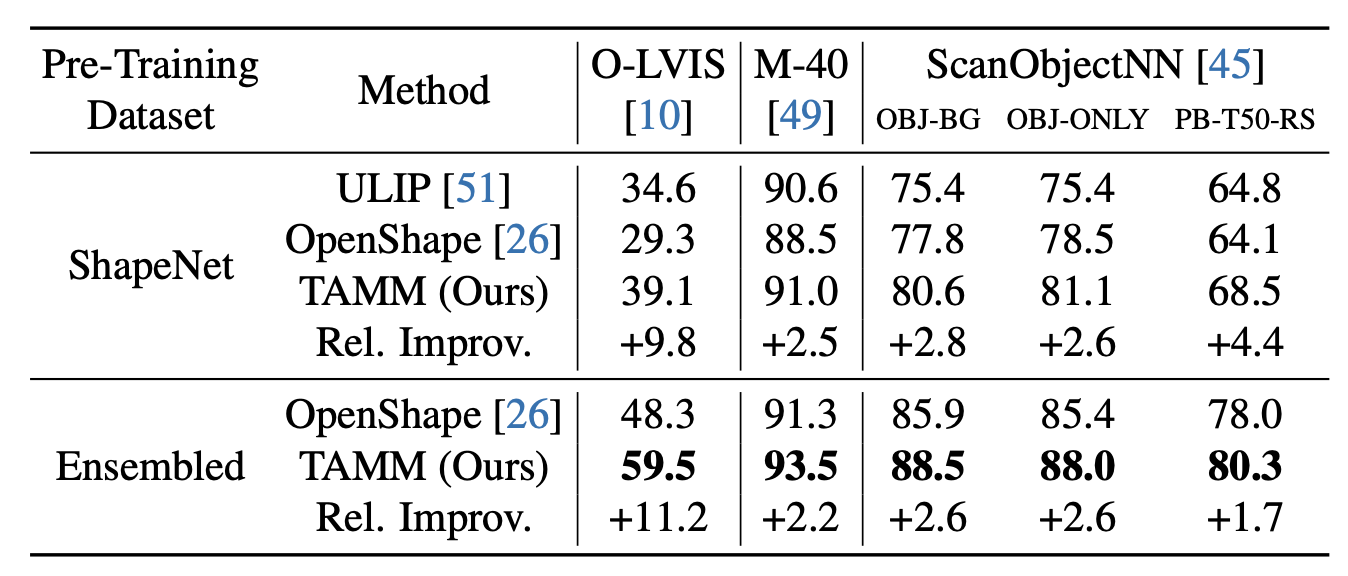 Pre-Training Dataset Method O-LVIS [10] M-40 [49] ScanObjectNN [45]
OBJ-BG OBJ-ONLY PB-T50-RS
ShapeNet
ULIP [51] 34.6 90.6 75.4 75.4 64.8
OpenShape [26] 29.3 88.5 77.8 78.5 64.1
TAMM (Ours) 39.1 91.0 80.6 81.1 68.5
Rel. Improv. +9.8 +2.5 +2.8 +2.6 +4.4
Ensembled
OpenShape [26] 48.3 91.3 85.9 85.4 78.0
TAMM (Ours) 59.5 93.5 88.5 88.0 80.3
Rel. Improv. +11.2 +2.2 +2.6 +2.6 +1.7